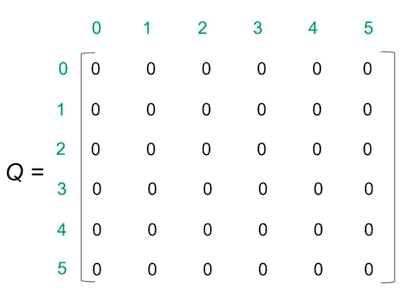 0 1 2 3 4 5
0 0 0 0 0 0 0
1 0 0 0 0 0 0
2 0 0 0 0 0 0
Q =
3 0 0 0 0 0 0
4 0 0 0 0 0 0
5 0 0 0 0 0 0